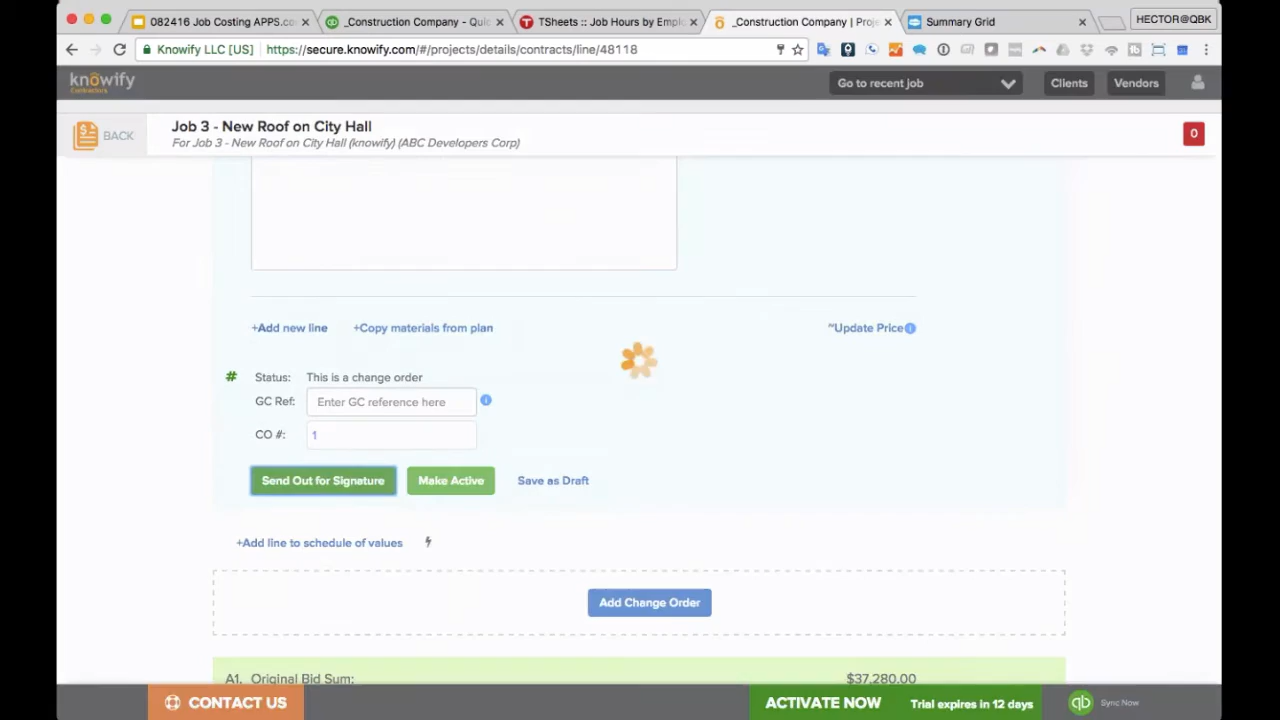 082416 Job Costing APPS.co
_Construction Company - Quic
TSheets :: Job Hours by Emplo
_Construction Company | Proje
Summary Grid
HECTOR@QBK
Knowify LLC [US] https://secure.knowify.com/#/projects/details/contracts/line/48118
knowify
Contractors
Go to recent job
Clients
Vendors
BACK
Job 3 - New Roof on City Hall
For Job 3 - New Roof on City Hall (knowify) (ABC Developers Corp)
0
+Add new line
+Copy materials from plan
~Update Price
# Status: This is a change order
GC Ref: Enter GC reference here
CO #: 1
Send Out for Signature
Make Active
Save as Draft
+Add line to schedule of values
Add Change Order
A1. Original Bid Sum: $37,280.00
CONTACT US
ACTIVATE NOW Trial expires in 12 days
qb Sync Now